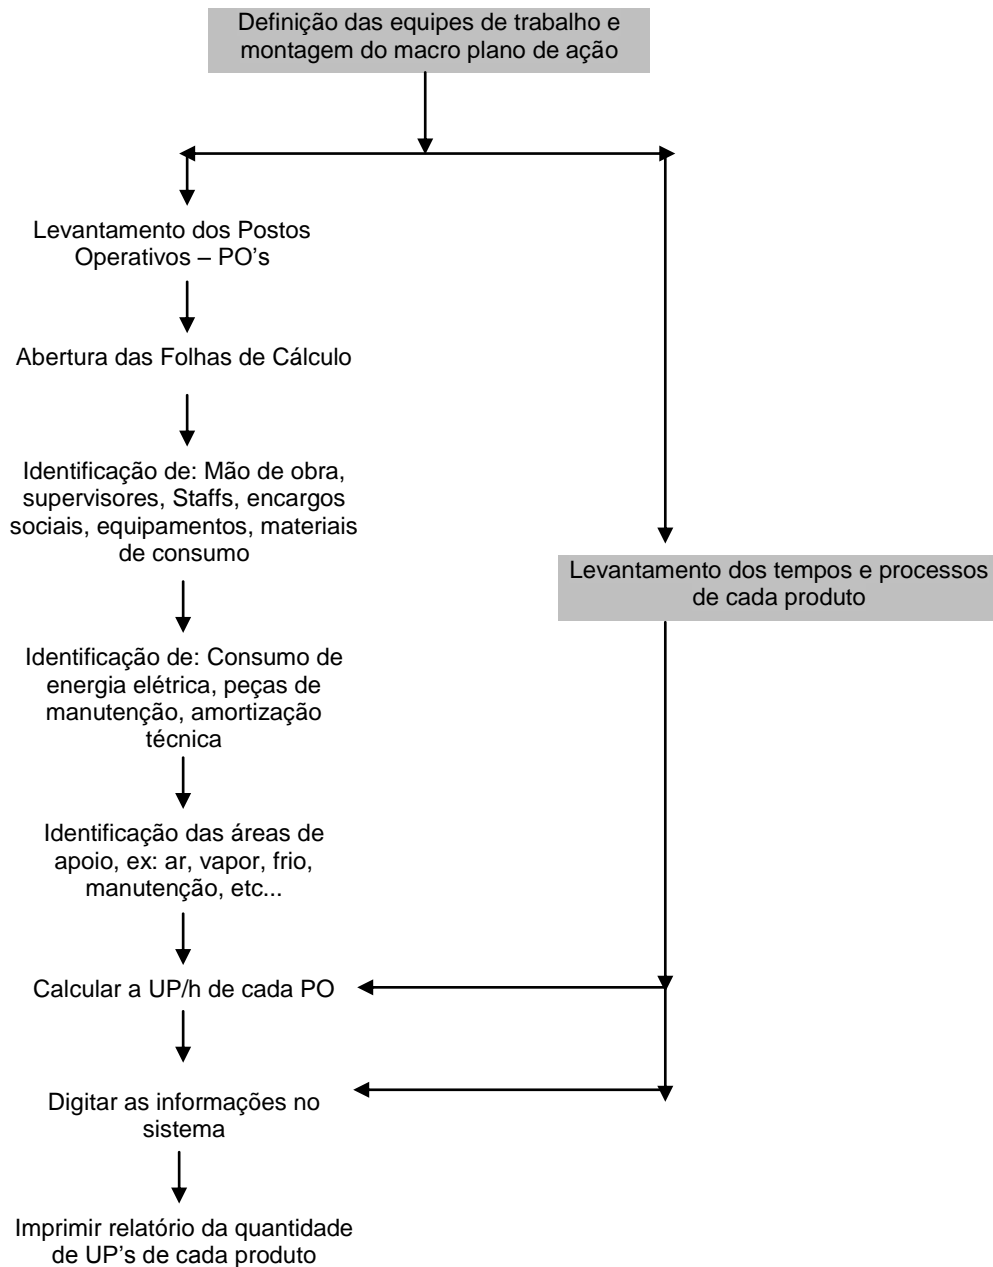 Definição das equipes de trabalho e
montagem do macro plano de ação
Levantamento dos Postos
Operativos – PO’s
Abertura das Folhas de Cálculo
Identificação de: Mão de obra,
supervisores, Staffs, encargos
sociais, equipamentos, materiais
de consumo
Levantamento dos tempos e processos
de cada produto
Identificação de: Consumo de
energia elétrica, peças de
manutenção, amortização
técnica
Identificação das áreas de
apoio, ex: ar, vapor, frio,
manutenção, etc...
Calcular a UP/h de cada PO
Digitar as informações no
sistema
Imprimir relatório da quantidade
de UP’s de cada produto